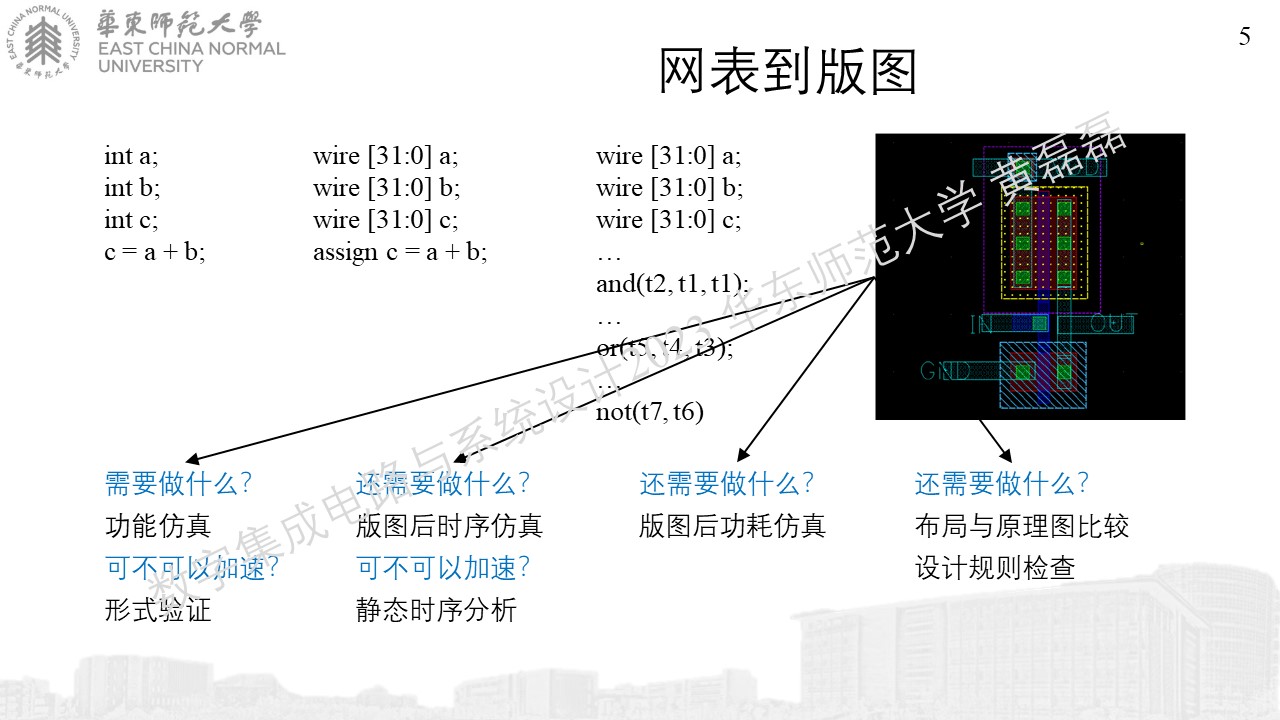 華東師範大學
EAST CHINA NORMAL
UNIVERSITY
EAST CHINA NORMAL UNIVERSITY
華東师范大学
5
网表到版图
int a;
int b;
int c;
c = a + b;
wire [31:0] a;
wire [31:0] b;
wire [31:0] c;
assign c = a + b;
wire [31:0] a;
wire [31:0] b;
wire [31:0] c;
…
and(t2, t1, t1);
…
or(t5, t4, t3);
…
not(t7, t6)
IN
OUT
GND
数字集成电路与系统设计2023 华东师范大学 黄磊磊
需要做什么？
功能仿真
可不可以加速？
形式验证
还需要做什么？
版图后时序仿真
可不可以加速？
静态时序分析
还需要做什么？
版图后功耗仿真
还需要做什么？
布局与原理图比较
设计规则检查